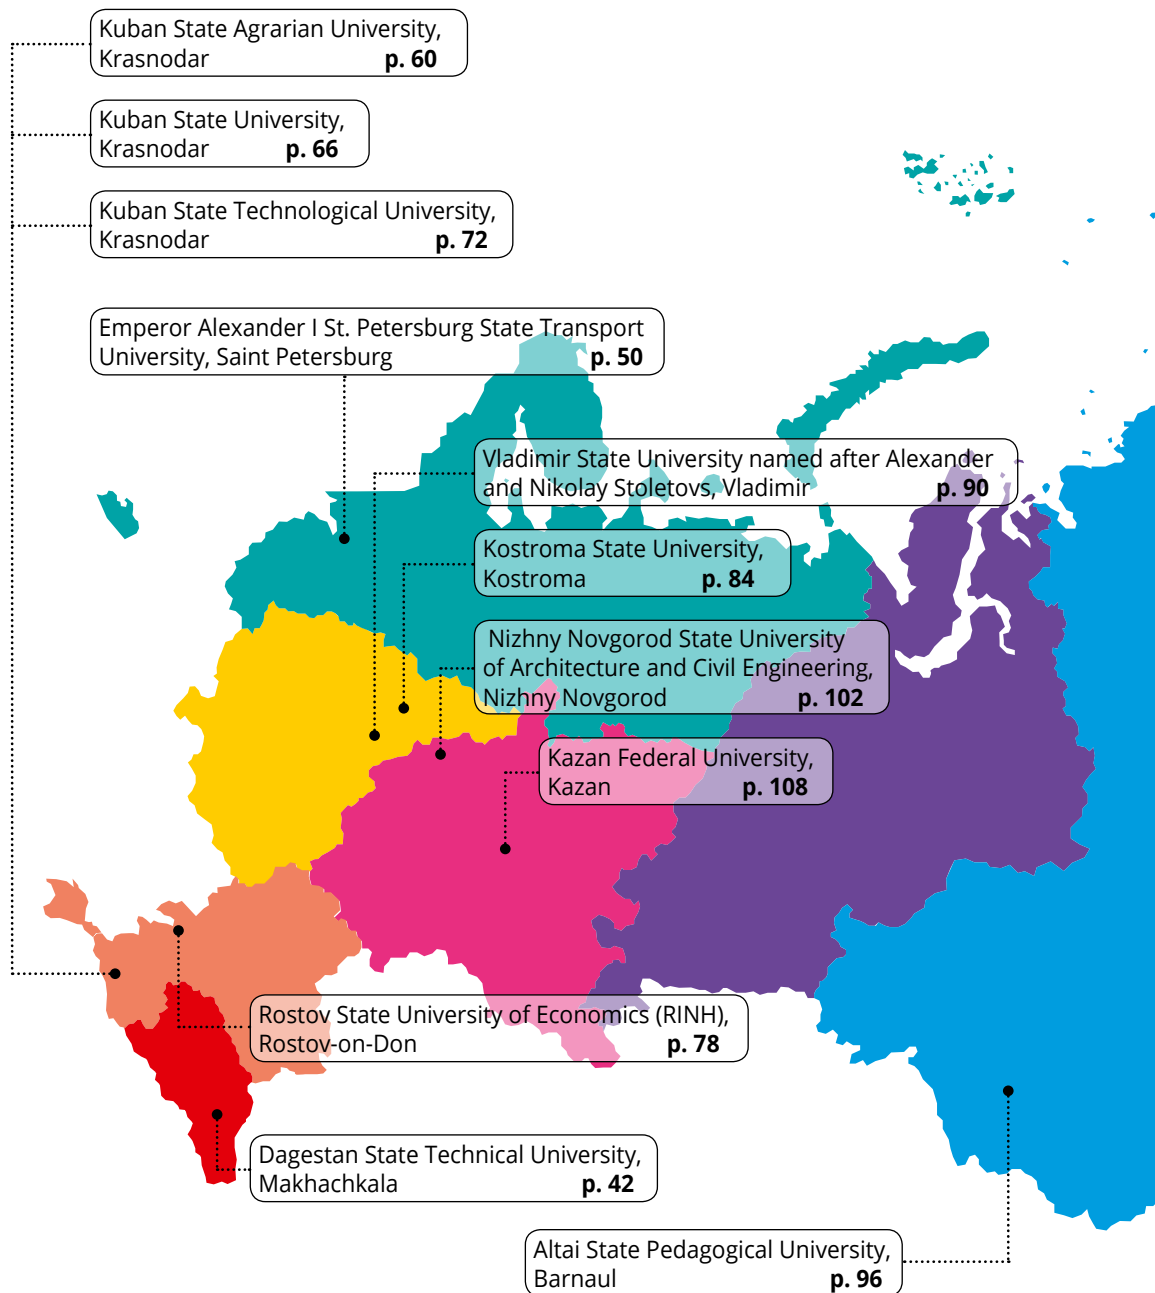 Kuban State Agrarian University,
Krasnodar p. 60
Kuban State University,
Krasnodar p. 66
Kuban State Technological University,
Krasnodar p. 72
Emperor Alexander I St. Petersburg State Transport
University, Saint Petersburg p. 50
Vladimir State University named after Alexander
and Nikolay Stoletovs, Vladimir p. 90
Kostroma State University,
Kostroma p. 84
Nizhny Novgorod State University
of Architecture and Civil Engineering,
Nizhny Novgorod p. 102
Kazan Federal University,
Kazan p. 108
Rostov State University of Economics (RINH),
Rostov-on-Don p. 78
Dagestan State Technical University,
Makhachkala p. 42
Altai State Pedagogical University,
Barnaul p. 96